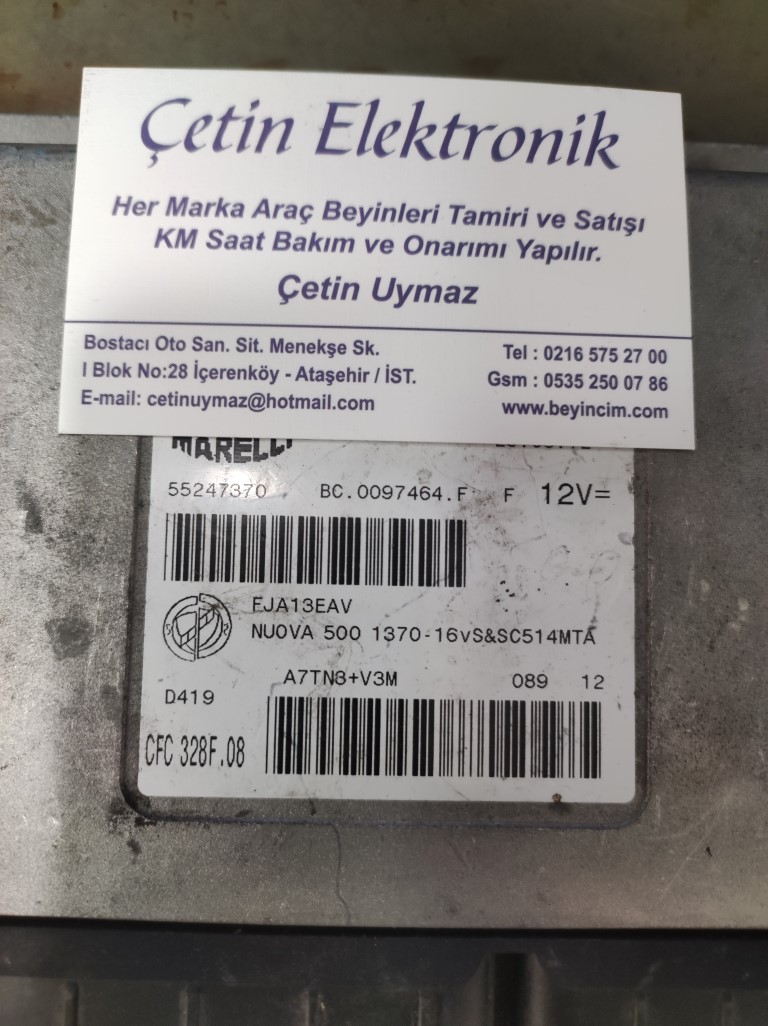 Çetin Elektronik
Her Marka Araç Beyinleri Tamiri ve Satışı
KM Saat Bakım ve Onarımı Yapılır.
Çetin Uymaz
Bostacı Oto San. Sit. Menekşe Sk.
I Blok No:28 İçerenköy - Ataşehir / İST.
E-mail: cetinuymaz@hotmail.com
Tel : 0216 575 27 00
Gsm : 0535 250 07 86
www.beyincim.com
MARELLI
55247370 BC.0097464.F F 12V=
FJA13EAV
NUOVA 500 1370-16vS&SC514MTA
A7TN3+V3M 089 12
D419
CFC 328F.08